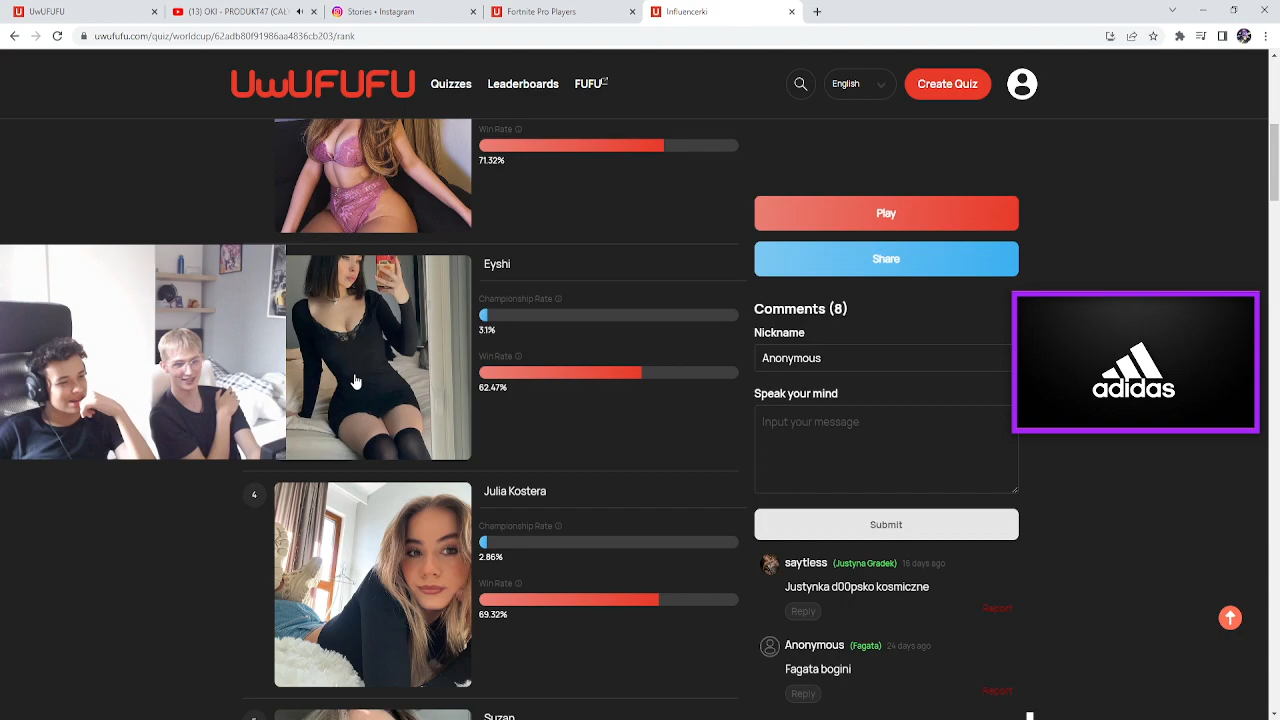 UwUFUFU
(13) OKI - PRODUKT47 (CAŁY
Stories • Instagram
Fortnite Pro Players
Influencerki
uwufufu.com/quiz/worldcup/62adb80f91986aa4836cb203/rank
UwUFUFU
Quizzes
Leaderboards
FUFU
English
Create Quiz
Win Rate
71.32%
Play
Share
Eyshi
Championship Rate
3.1%
Win Rate
62.47%
Comments (8)
Nickname
Anonymous
Speak your mind
Input your message
Submit
adidas
4
Julia Kostera
Championship Rate
2.86%
Win Rate
69.32%
saytless (Justyna Gradek) 16 days ago
Justynka d00psko kosmiczne
Reply
Report
Anonymous (Fagata) 24 days ago
Fagata bogini
Reply
Report
Suzan